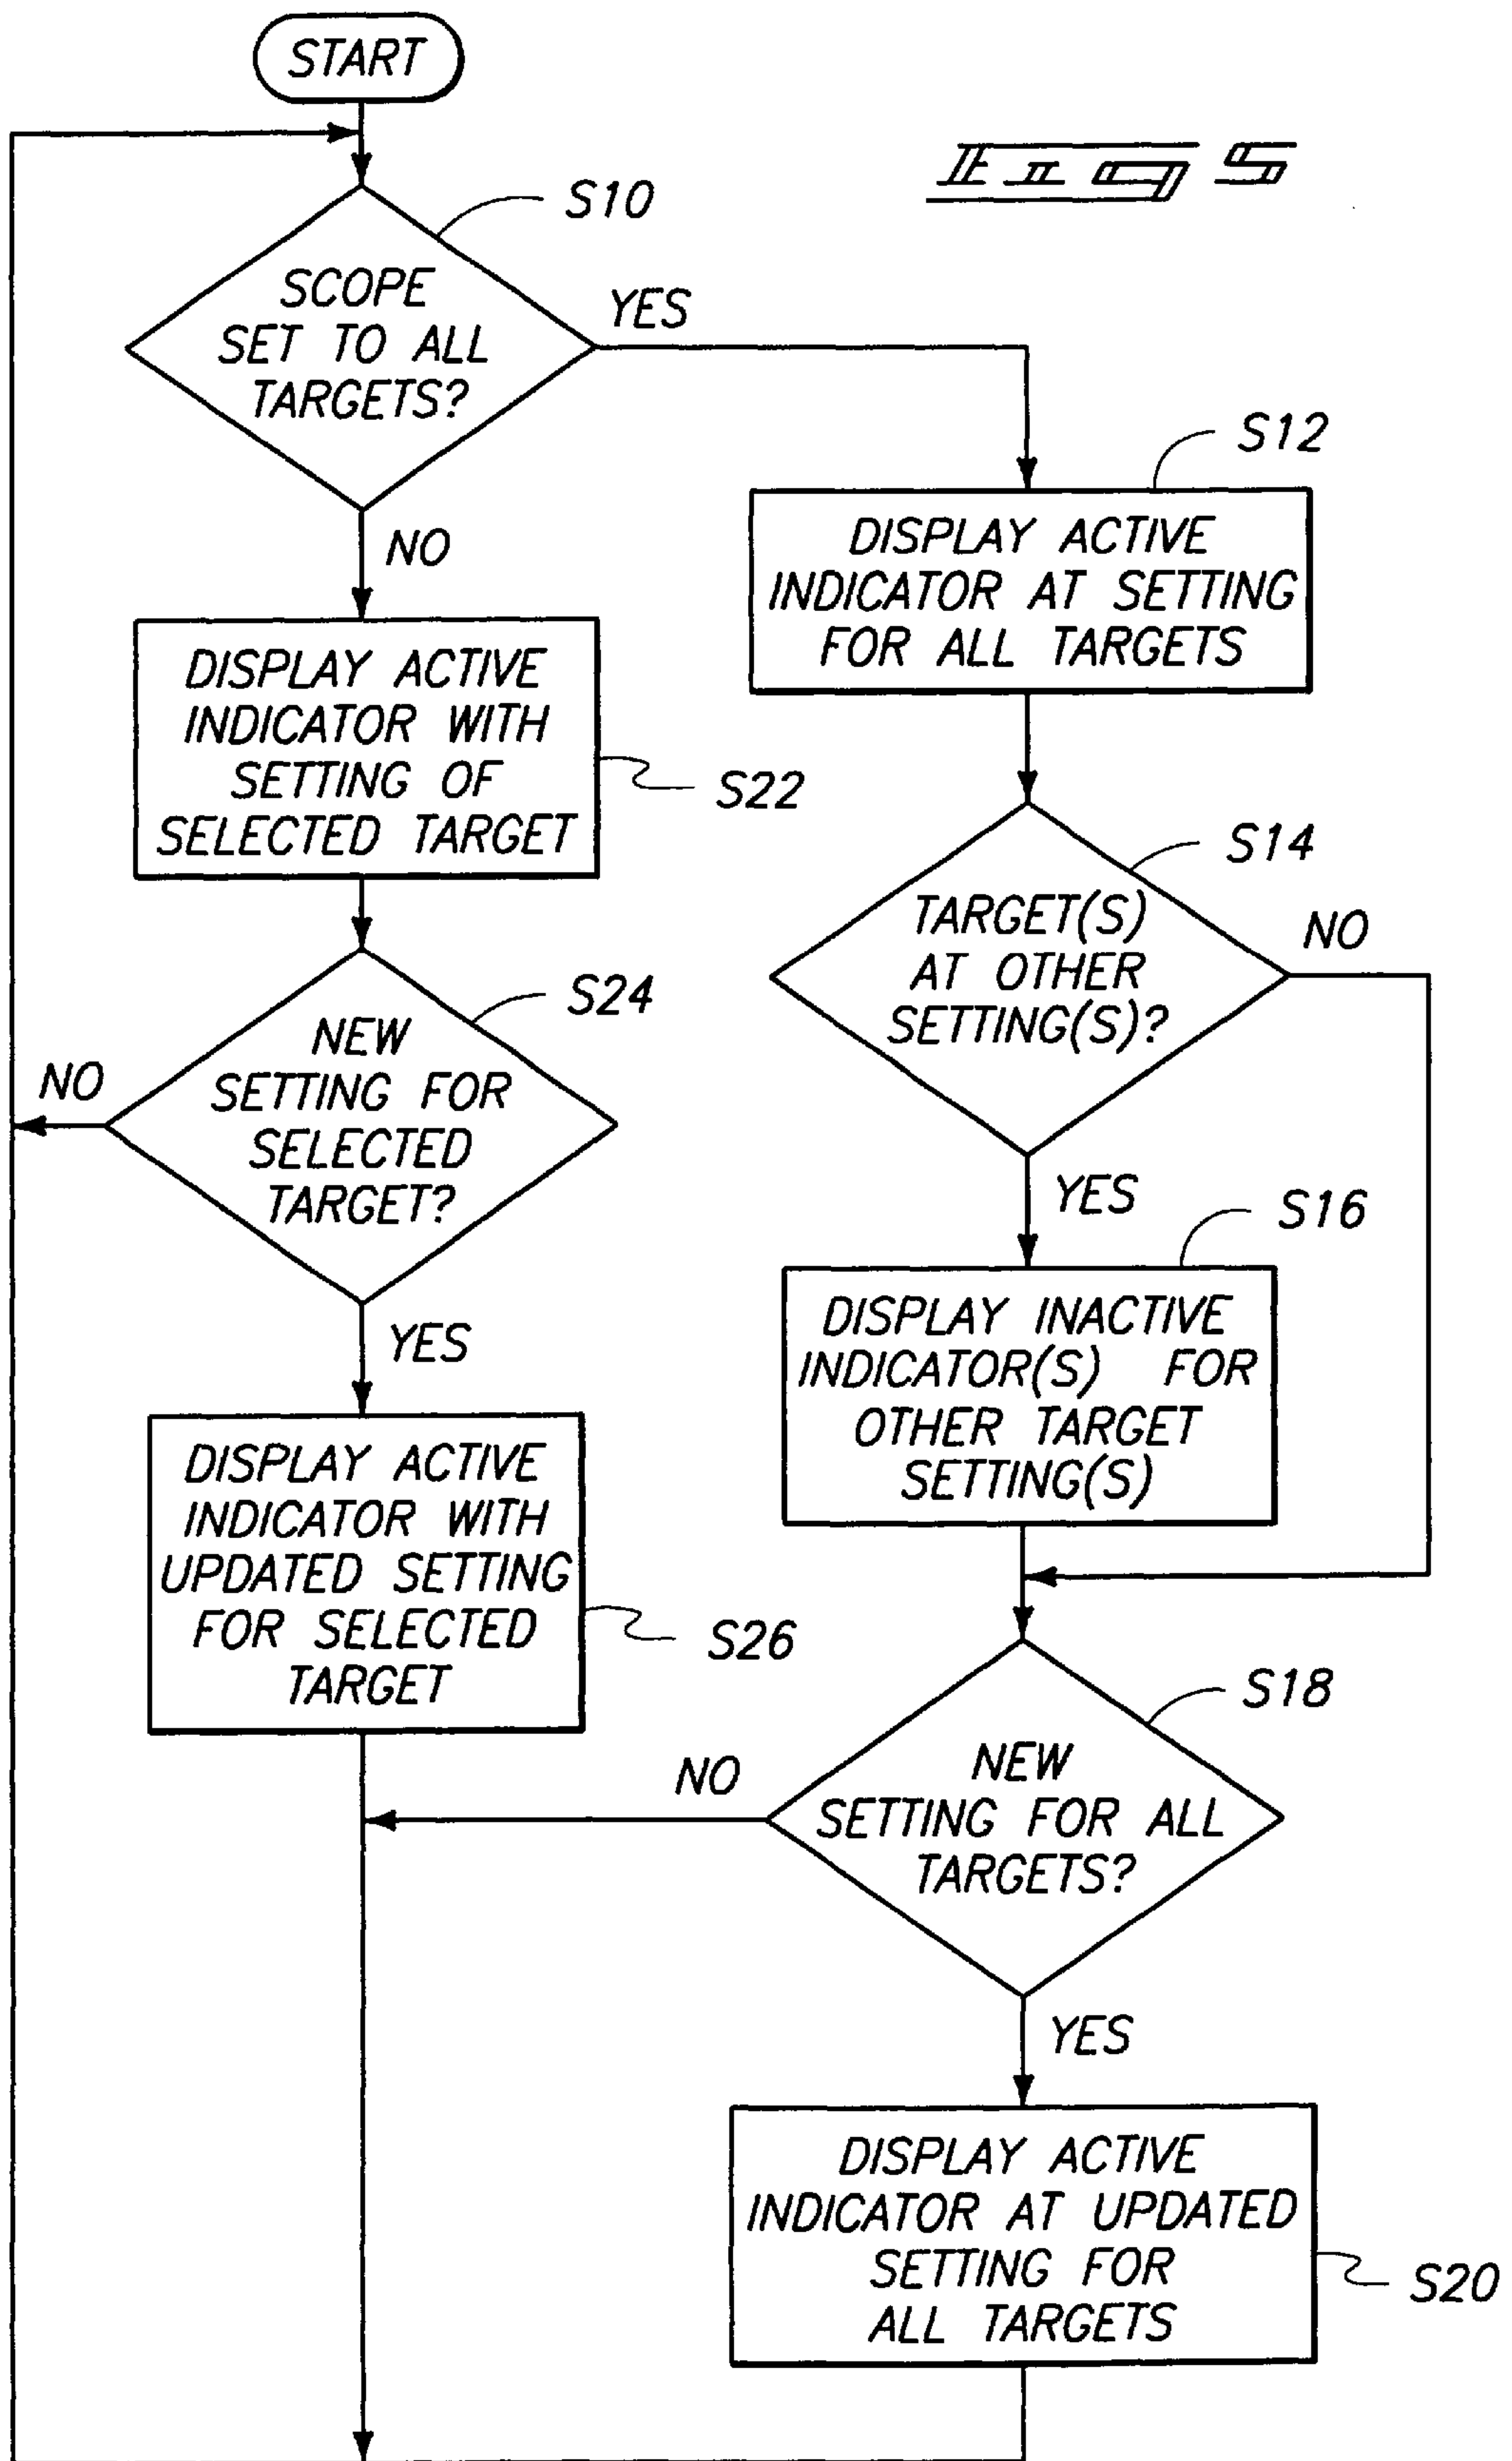 START
FIG 5
S10
SCOPE
SET TO ALL
TARGETS?
YES
NO
S12
DISPLAY ACTIVE
INDICATOR AT SETTING
FOR ALL TARGETS
DISPLAY ACTIVE
INDICATOR WITH
SETTING OF
SELECTED TARGET
S22
S14
TARGET(S)
AT OTHER
SETTING(S)?
NO
YES
S24
NEW
SETTING FOR
SELECTED
TARGET?
NO
YES
S16
DISPLAY INACTIVE
INDICATOR(S) FOR
OTHER TARGET
SETTING(S)
DISPLAY ACTIVE
INDICATOR WITH
UPDATED SETTING
FOR SELECTED
TARGET
S26
S18
NEW
SETTING FOR ALL
TARGETS?
NO
YES
DISPLAY ACTIVE
INDICATOR AT UPDATED
SETTING FOR
ALL TARGETS
S20